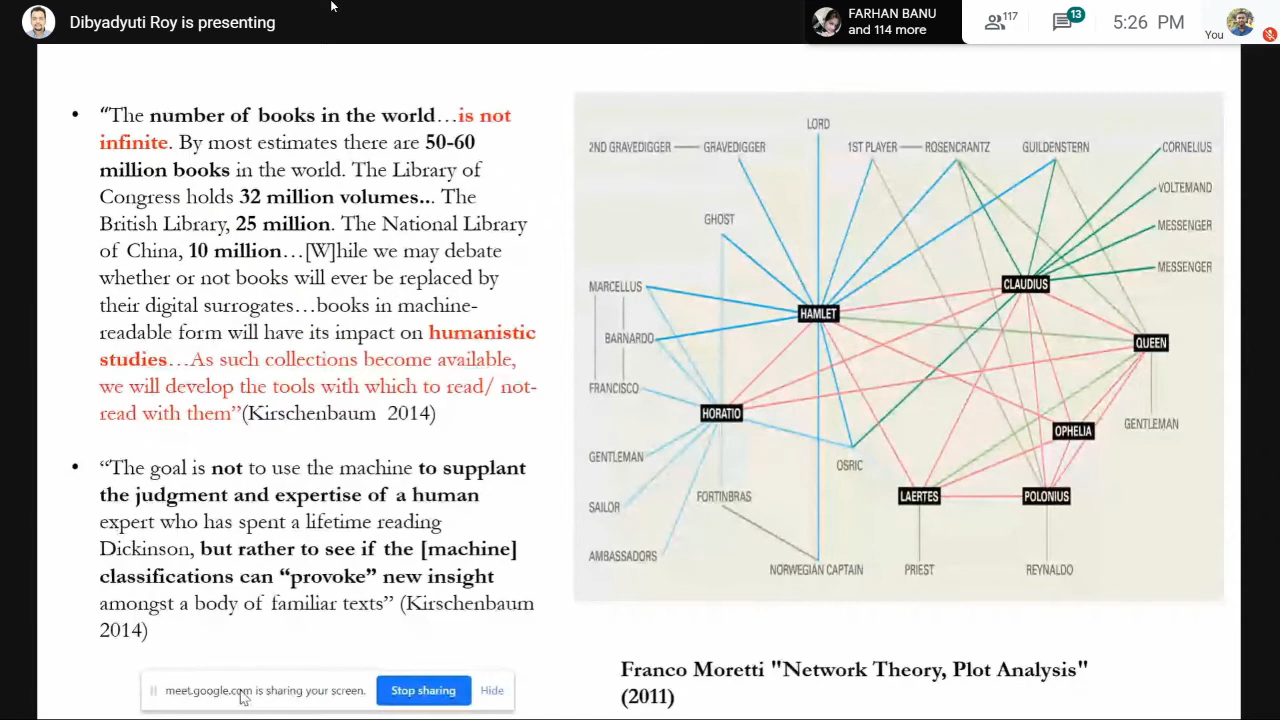 Dibyadyuti Roy is presenting
FARHAN BANU
and 114 more
117
13
5:26 PM
You
• “The number of books in the world…is not
infinite. By most estimates there are 50-60
million books in the world. The Library of
Congress holds 32 million volumes... The
British Library, 25 million. The National Library
of China, 10 million…[W]hile we may debate
whether or not books will ever be replaced by
their digital surrogates…books in machine-
readable form will have its impact on humanistic
studies…As such collections become available,
we will develop the tools with which to read/ not-
read with them”(Kirschenbaum 2014)
• “The goal is not to use the machine to supplant
the judgment and expertise of a human
expert who has spent a lifetime reading
Dickinson, but rather to see if the [machine]
classifications can “provoke” new insight
amongst a body of familiar texts” (Kirschenbaum
2014)
LORD
2ND GRAVEDIGGER
GRAVEDIGGER
1ST PLAYER
ROSENCRANTZ
GUILDENSTERN
CORNELIUS
VOLTEMAND
GHOST
MESSENGER
MESSENGER
MARCELLUS
CLAUDIUS
HAMLET
BARNARDO
QUEEN
FRANCISCO
HORATIO
GENTLEMAN
OPHELIA
GENTLEMAN
OSRIC
FORTINBRAS
LAERTES
POLONIUS
SAILOR
AMBASSADORS
NORWEGIAN CAPTAIN
PRIEST
REYNALDO
Franco Moretti "Network Theory, Plot Analysis"
(2011)
meet.google.com is sharing your screen.
Stop sharing
Hide